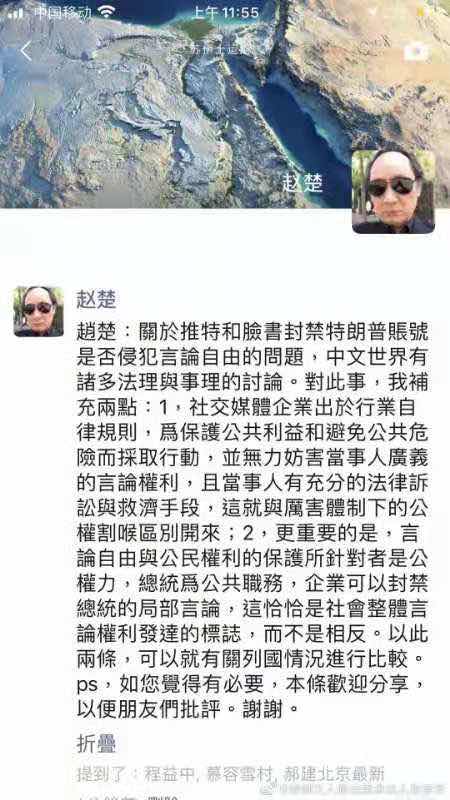 中国移动
上午 11:55
赵楚
赵楚
趙楚：關於推特和臉書封禁特朗普賬號
是否侵犯言論自由的問題，中文世界有
諸多法理與事理的討論。對此事，我補
充兩點：1，社交媒體企業出於行業自
律規則，爲保護公共利益和避免公共危
險而採取行動，並無力妨害當事人廣義
的言論權利，且當事人有充分的法律訴
訟與救濟手段，這就與厲害體制下的公
權割喉區別開來；2，更重要的是，言
論自由與公民權利的保護所針對者是公
權力，總統爲公共職務，企業可以封禁
總統的局部言論，這恰恰是社會整體言
論權利發達的標誌，而不是相反。以此
兩條，可以就有關列國情況進行比較。
ps，如您覺得有必要，本條歡迎分享，
以便朋友們批評。謝謝。
折疊
提到了：程益中, 慕容雪村, 郝建北京最新